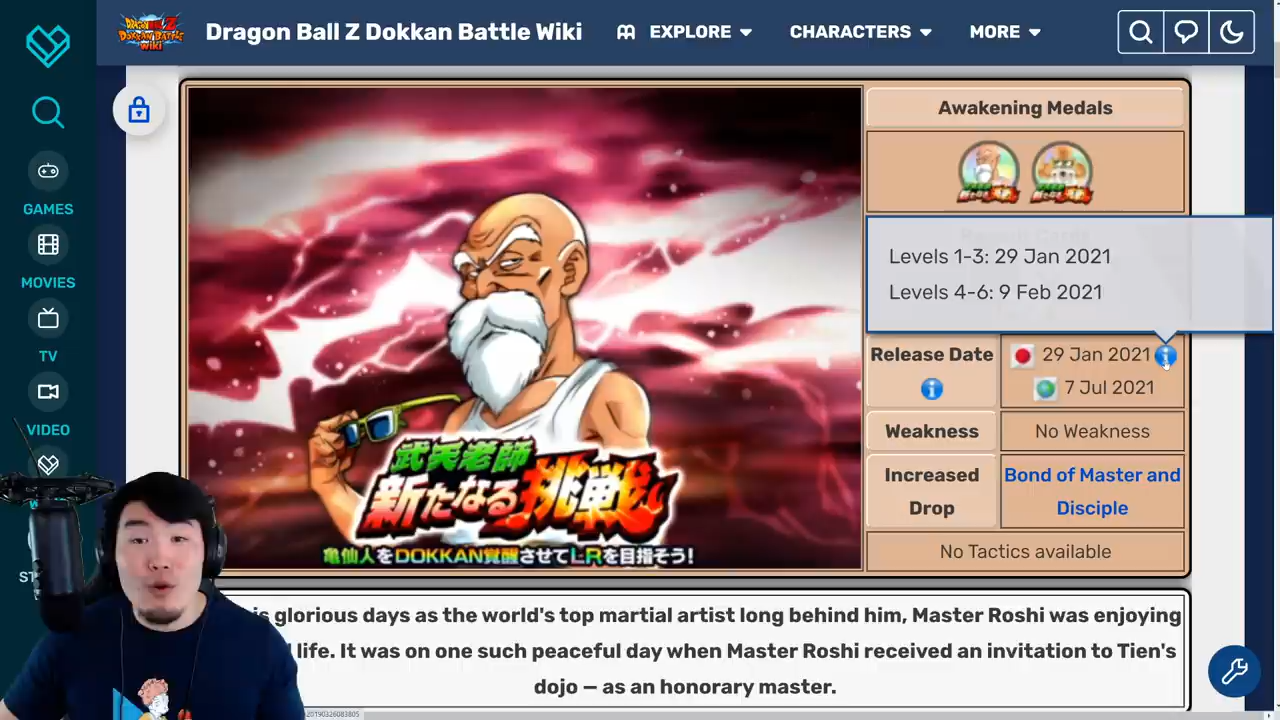 DRAGON BALL Z
DOKKAN
BATTLE
WIKI
Dragon Ball Z Dokkan Battle Wiki
EXPLORE
CHARACTERS
MORE
GAMES
MOVIES
TV
VIDEO
Awakening Medals
Levels 1-3: 29 Jan 2021
Levels 4-6: 9 Feb 2021
Release Date
29 Jan 2021
7 Jul 2021
Weakness
No Weakness
Increased
Drop
Bond of Master and
Disciple
No Tactics available
武天老師
新たなる挑戦
亀仙人をDOKKAN覚醒させてLRを目指そう!
is glorious days as the world's top martial artist long behind him, Master Roshi was enjoying
life. It was on one such peaceful day when Master Roshi received an invitation to Tien's
dojo — as an honorary master.